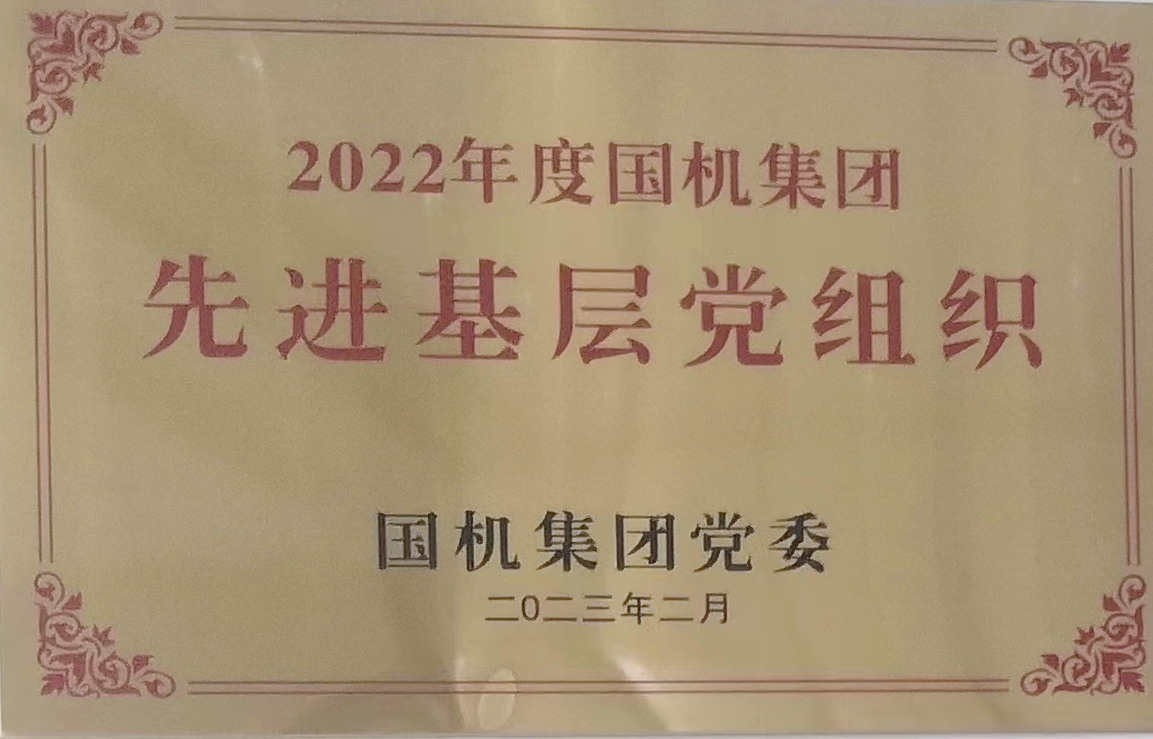 2022年度国机集团
先进基层党组织
国机集团党委
二〇二三年二月